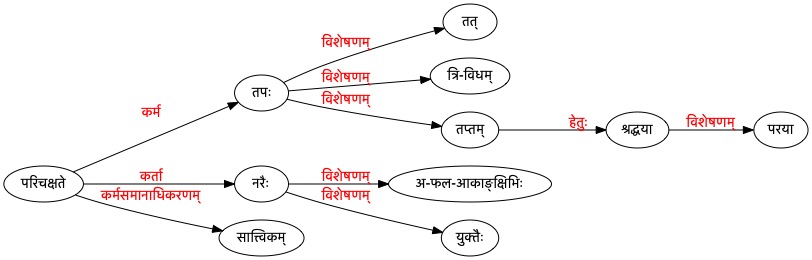 तत्
विशेषणम्
त्रि-विधम्
विशेषणम्
तपः
विशेषणम्
कर्म
तप्तम्
हेतुः
श्रद्धया
विशेषणम्
परया
परिचक्षते
कर्ता
नरैः
विशेषणम्
अ-फल-आकाङ्क्षिभिः
कर्मसमानाधिकरणम्
विशेषणम्
सात्त्विकम्
युक्तैः